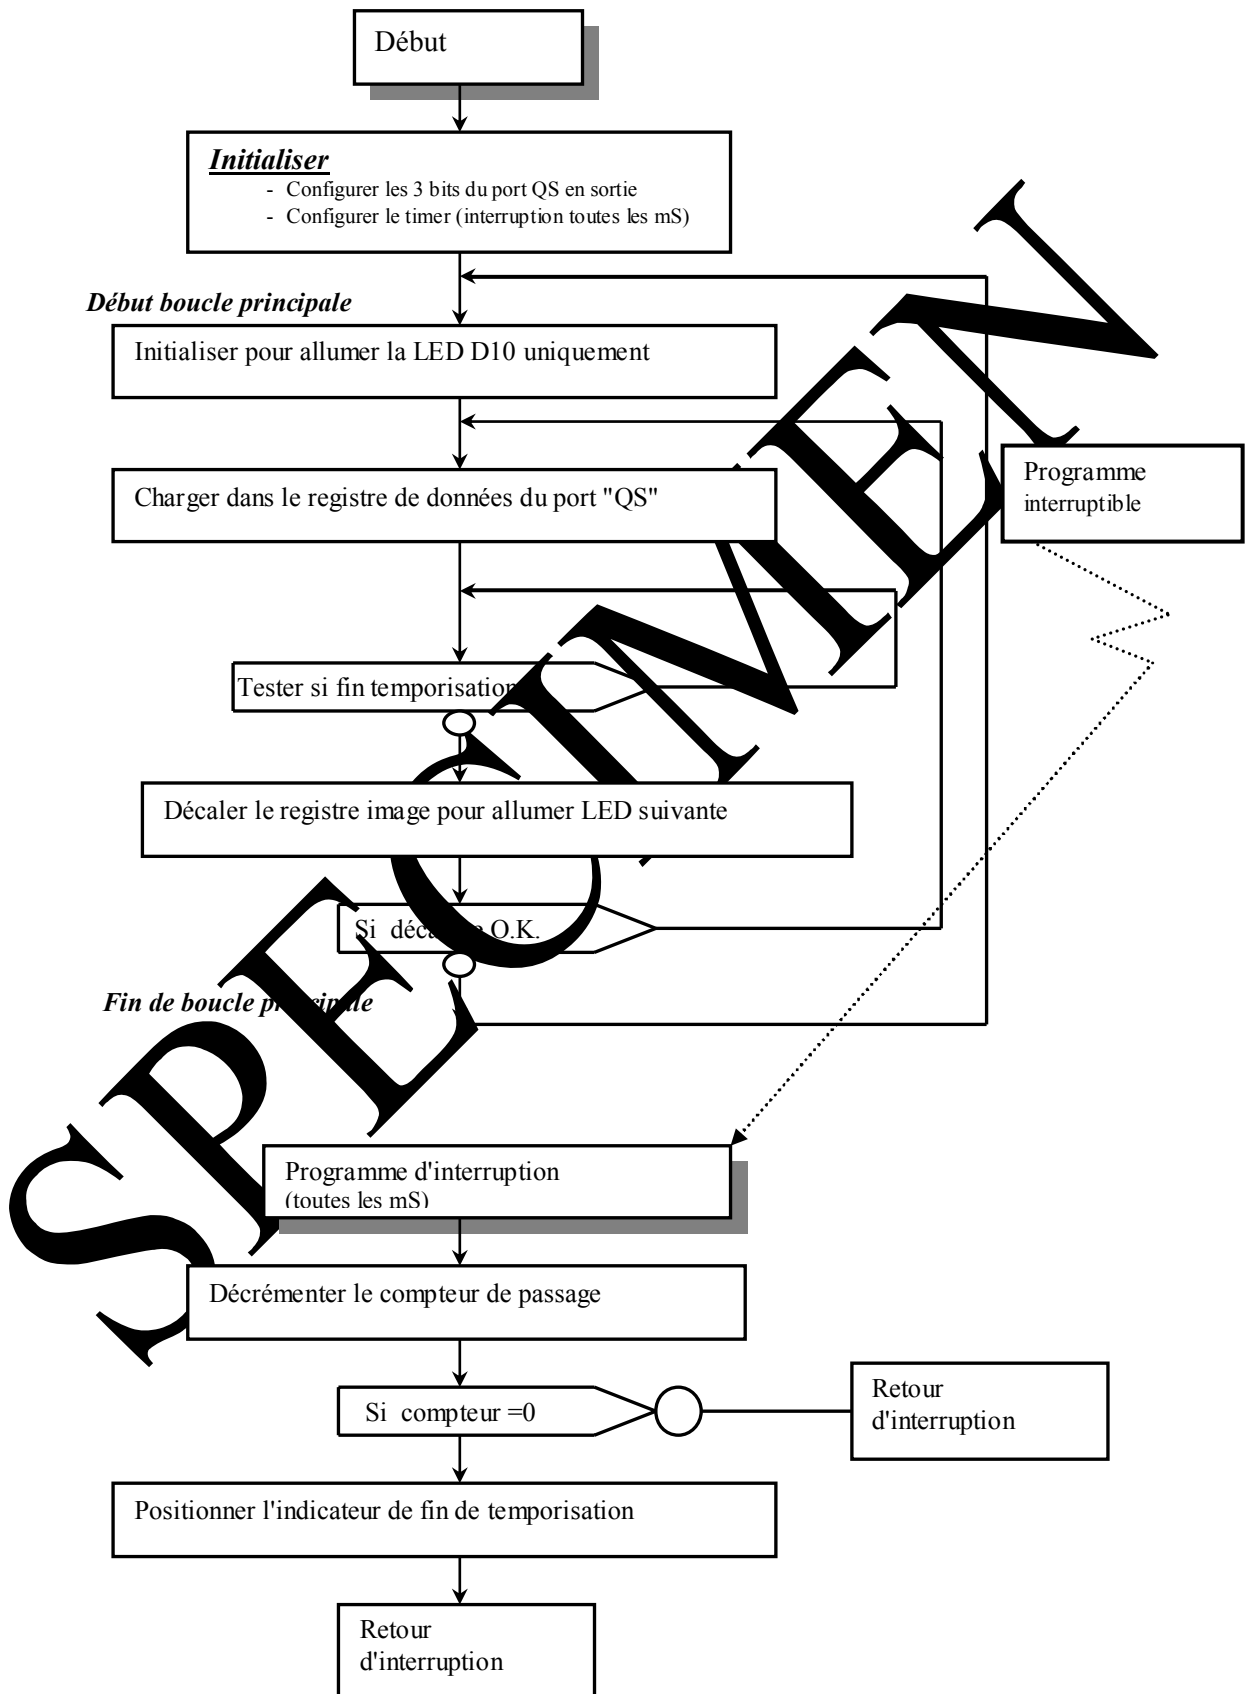 Début
Initialiser
- Configurer les 3 bits du port QS en sortie
- Configurer le timer (interruption toutes les mS)
Début boucle principale
Initialiser pour allumer la LED D10 uniquement
Charger dans le registre de données du port "QS"
Programme
interruptible
Tester si fin temporisation
Décaler le registre image pour allumer LED suivante
Si O.K.
Fin de boucle principale
SPECIMEN
Programme d'interruption
(toutes les mS)
Décrémenter le compteur de passage
Si compteur =0
Retour
d'interruption
Positionner l'indicateur de fin de temporisation
Retour
d'interruption